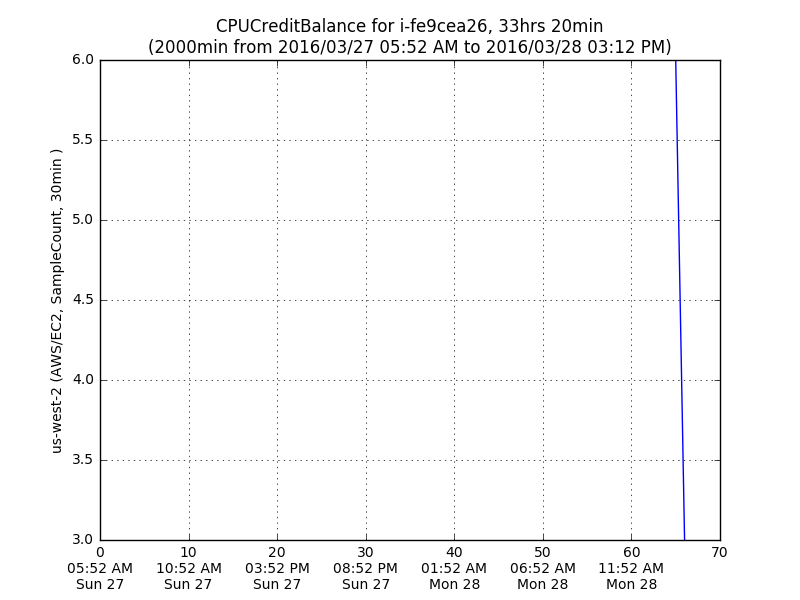 CPUCreditBalance for i-fe9cea26, 33hrs 20min
(2000min from 2016/03/27 05:52 AM to 2016/03/28 03:12 PM)
us-west-2 (AWS/EC2, SampleCount, 30min )
6.0
5.5
5.0
4.5
4.0
3.5
3.0
0 10 20 30 40 50 60 70
05:52 AM 10:52 AM 03:52 PM 08:52 PM 01:52 AM 06:52 AM 11:52 AM
Sun 27 Sun 27 Sun 27 Sun 27 Mon 28 Mon 28 Mon 28